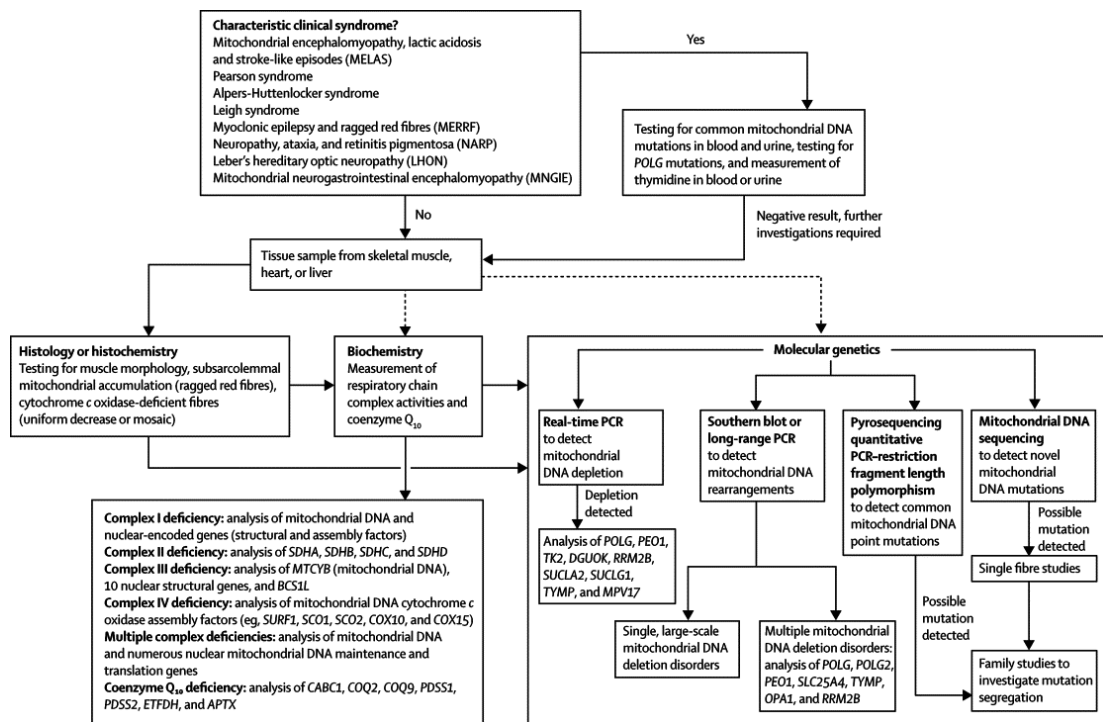 Characteristic clinical syndrome?
Mitochondrial encephalomyopathy, lactic acidosis
and stroke-like episodes (MELAS)
Pearson syndrome
Alpers-Huttenlocker syndrome
Leigh syndrome
Myoclonic epilepsy and ragged red fibres (MERRF)
Neuropathy, ataxia, and retinitis pigmentosa (NARP)
Leber's hereditary optic neuropathy (LHON)
Mitochondrial neurogastrointestinal encephalomyopathy (MNGIE)
Yes
Testing for common mitochondrial DNA
mutations in blood and urine, testing for
POLG mutations, and measurement of
thymidine in blood or urine
No
Negative result, further
investigations required
Tissue sample from skeletal muscle,
heart, or liver
Histology or histochemistry
Testing for muscle morphology, subsarcolemmal
mitochondrial accumulation (ragged red fibres),
cytochrome c oxidase-deficient fibres
(uniform decrease or mosaic)
Biochemistry
Measurement of
respiratory chain
complex activities and
coenzyme Q10
Molecular genetics
Real-time PCR
to detect
mitochondrial
DNA depletion
Southern blot or
long-range PCR
to detect
mitochondrial DNA
rearrangements
Pyrosequencing
quantitative
PCR–restriction
fragment length
polymorphism
to detect common
mitochondrial DNA
point mutations
Mitochondrial DNA
sequencing
to detect novel
mitochondrial
DNA mutations
Depletion
detected
Possible
mutation
detected
Analysis of POLG, PEO1,
TK2, DGUOK, RRM2B,
SUCLA2, SUCLG1,
TYMP, and MPV17
Single fibre studies
Possible
mutation
detected
Single, large-scale
mitochondrial DNA
deletion disorders
Multiple mitochondrial
DNA deletion disorders:
analysis of POLG, POLG2,
PEO1, SLC25A4, TYMP,
OPA1, and RRM2B
Family studies to
investigate mutation
segregation
Complex I deficiency: analysis of mitochondrial DNA and
nuclear-encoded genes (structural and assembly factors)
Complex II deficiency: analysis of SDHA, SDHB, SDHC, and SDHD
Complex III deficiency: analysis of MTCYB (mitochondrial DNA),
10 nuclear structural genes, and BCS1L
Complex IV deficiency: analysis of mitochondrial DNA cytochrome c
oxidase assembly factors (eg, SURF1, SCO1, SCO2, COX10, and COX15)
Multiple complex deficiencies: analysis of mitochondrial DNA
and numerous nuclear mitochondrial DNA maintenance and
translation genes
Coenzyme Q10 deficiency: analysis of CABC1, COQ2, COQ9, PDSS1,
PDSS2, ETFDH, and APTX